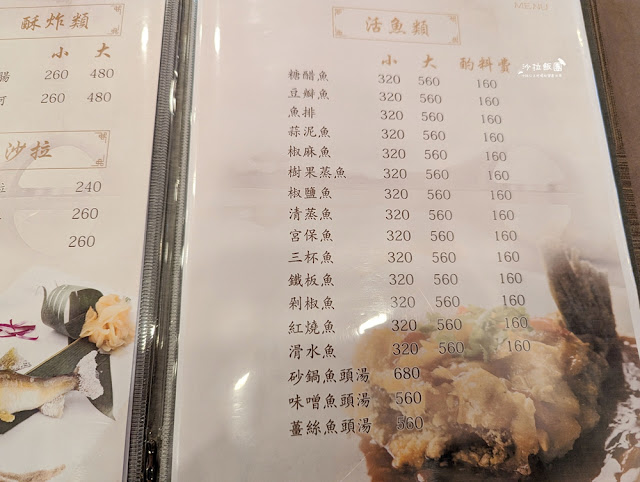 酥炸類
小 大
腸 260 480
260 480
沙拉
240
260
260
MENU
活魚類
小 大 酌料費
糖醋魚 320 560 160
豆瓣魚 320 560 160
魚排 320 560 160
蒜泥魚 320 560 160
椒麻魚 320 560 160
樹果蒸魚 320 560 160
椒鹽魚 320 560 160
清蒸魚 320 560 160
宮保魚 320 560 160
三杯魚 320 560 160
鐵板魚 320 560 160
剁椒魚 320 560 160
紅燒魚 320 560 160
滑水魚 320 560 160
砂鍋魚頭湯 680
味噌魚頭湯 560
薑絲魚頭湯 560
沙拉飯團